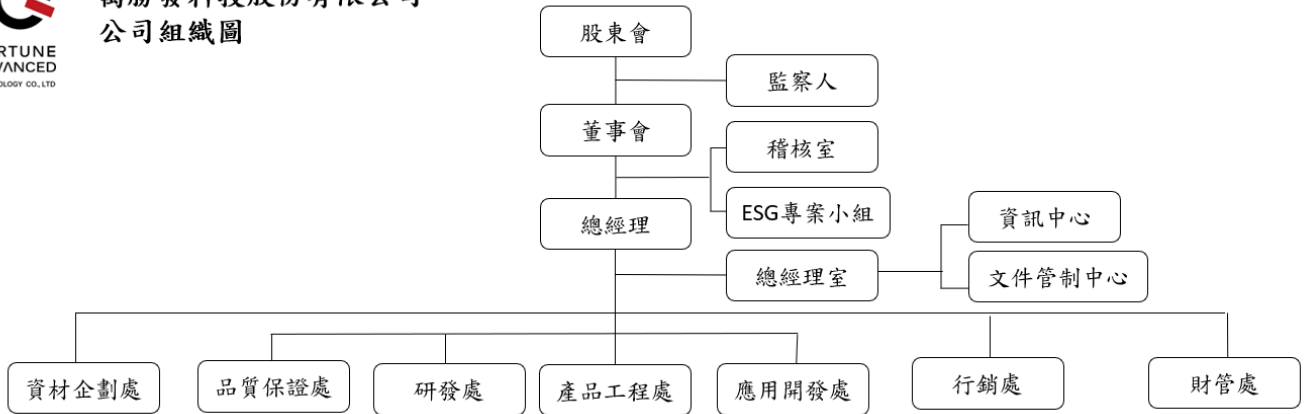 公司組織圖
股東會
監察人
董事會
稽核室
ESG專案小組
總經理
資訊中心
總經理室
文件管制中心
資材企劃處
品質保證處
研發處
產品工程處
應用開發處
行銷處
財管處